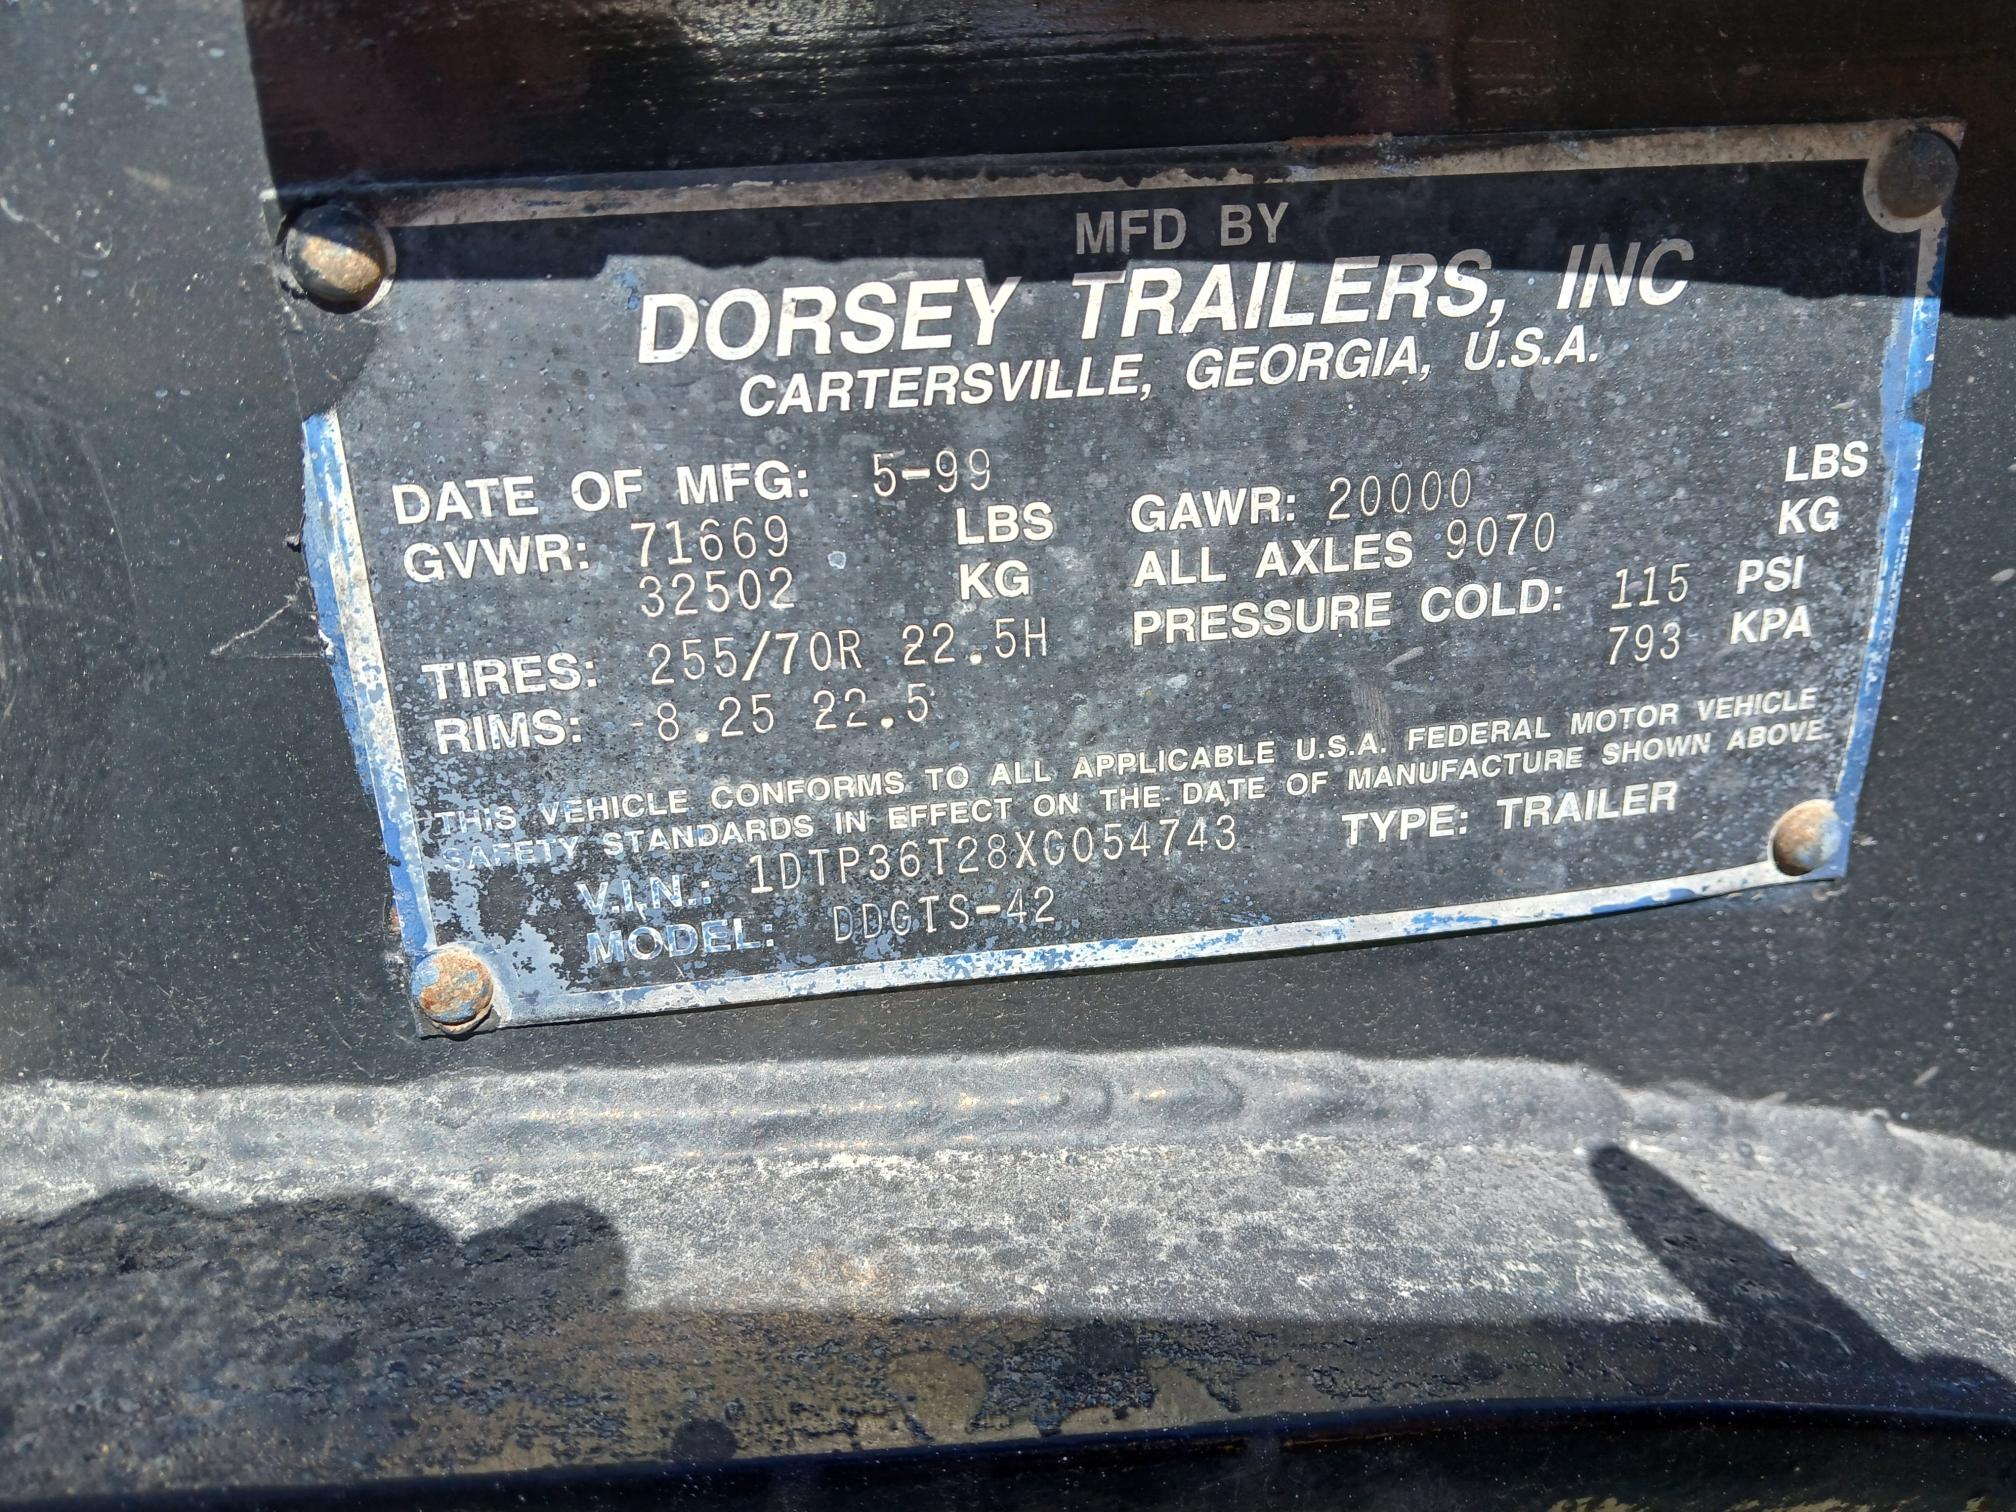 MFD BY
DORSEY TRAILERS, INC
CARTERSVILLE, GEORGIA, U.S.A.
DATE OF MFG: 5-99
GVWR: 71669 LBS
32502 KG
GAWR: 20000 LBS
ALL AXLES 9070 KG
TIRES: 255/70R 22.5H
PRESSURE COLD: 115 PSI
793 KPA
RIMS: 8.25 22.5
THIS VEHICLE CONFORMS TO ALL APPLICABLE U.S.A. FEDERAL MOTOR VEHICLE
SAFETY STANDARDS IN EFFECT ON THE DATE OF MANUFACTURE SHOWN ABOVE
V.I.N.: 1DTP36T28XG054743 TYPE: TRAILER
MODEL: DDGTS-42